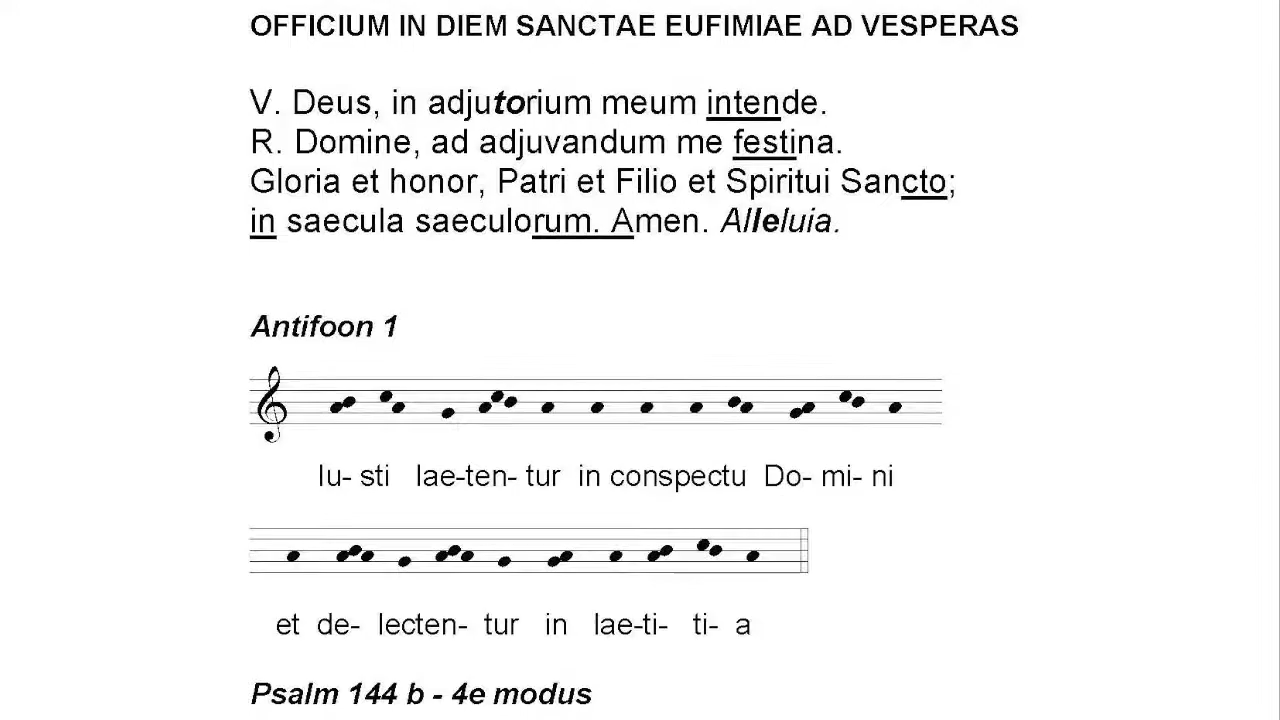 OFFICIUM IN DIEM SANCTAE EUFIMIAE AD VESPERAS
V. Deus, in adjutorium meum intende.
R. Domine, ad adjuvandum me festina.
Gloria et honor, Patri et Filio et Spiritui Sancto;
in saecula saeculorum. Amen. Alleluia.
Antifoon 1
Iu- sti laeten- tur in conspectu Do- mi- ni
et de- lecten- tur in lae-ti- ti- a
Psalm 144 b - 4e modus